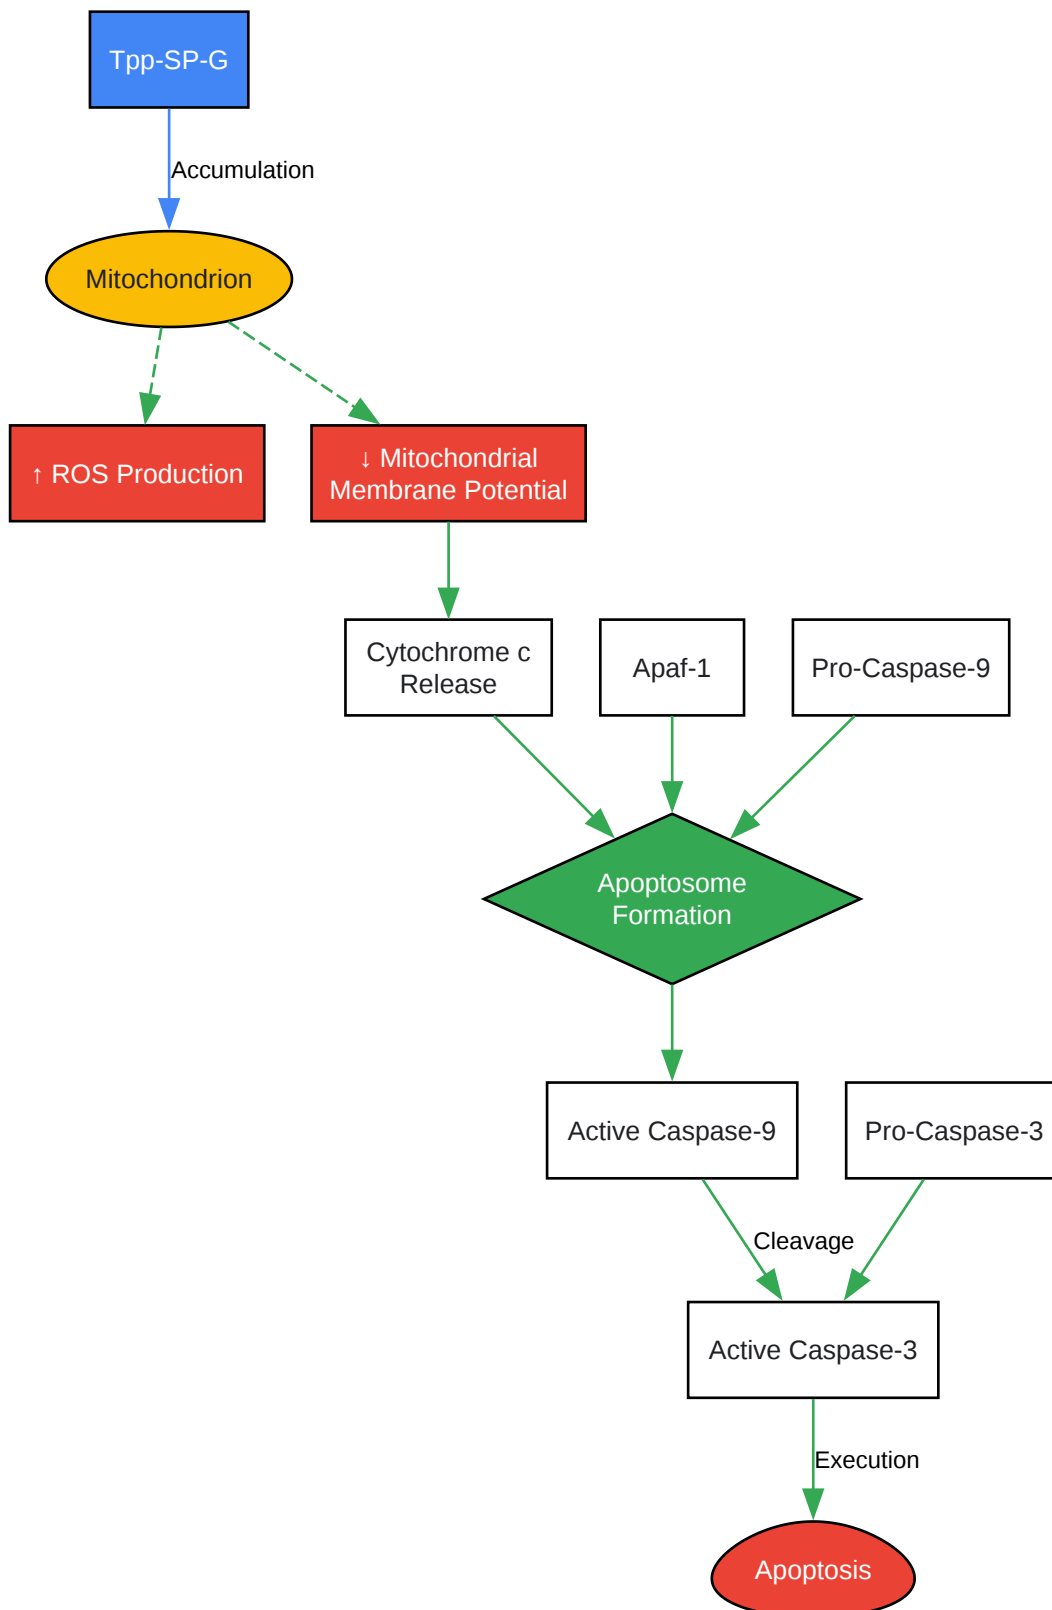 Tpp-SP-G
Accumulation
Mitochondrion
↑ ROS Production
↓ Mitochondrial
Membrane Potential
Cytochrome c
Release
Apaf-1
Pro-Caspase-9
Apoptosome
Formation
Active Caspase-9
Pro-Caspase-3
Cleavage
Active Caspase-3
Execution
Apoptosis